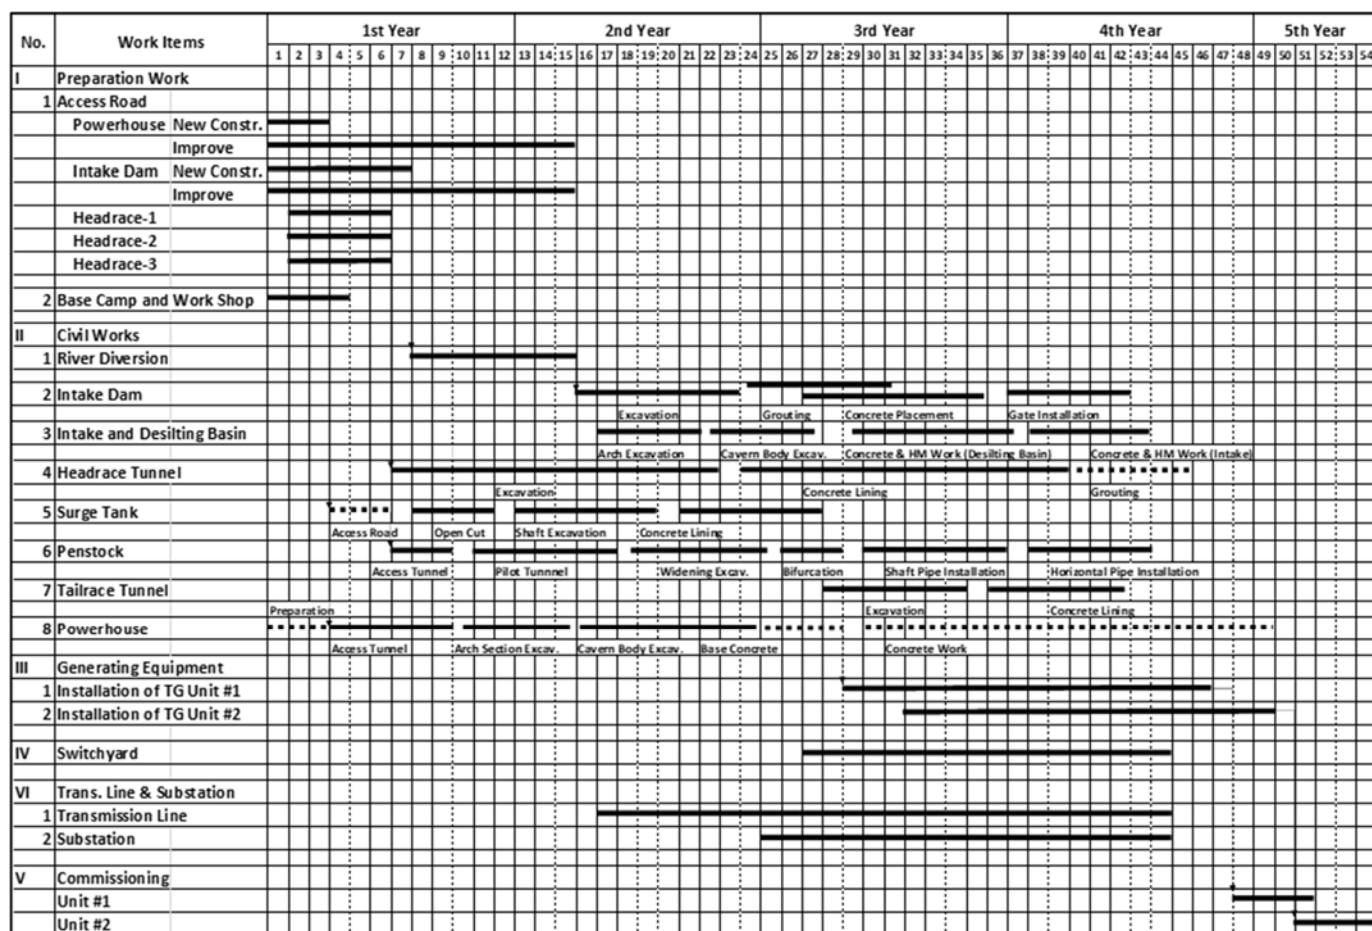 No. Work Items 1st Year 2nd Year 3rd Year 4th Year 5th Year
1 2 3 4 5 6 7 8 9 10 11 12 13 14 15 16 17 18 19 20 21 22 23 24 25 26 27 28 29 30 31 32 33 34 35 36 37 38 39 40 41 42 43 44 45 46 47 48 49 50 51 52 53 54
I Preparation Work
1 Access Road
Powerhouse New Constr.
Improve
Intake Dam New Constr.
Improve
Headrace-1
Headrace-2
Headrace-3
2 Base Camp and Work Shop
II Civil Works
1 River Diversion
2 Intake Dam
Excavation Grouting Concrete Placement Gate Installation
3 Intake and Desilting Basin
Arch Excavation Cavern Body Excav. Concrete & HM Work (Desilting Basin) Concrete & HM Work (Intake)
4 Headrace Tunnel
Excavation Concrete Lining Grouting
5 Surge Tank
Access Road Open Cut Shaft Excavation Concrete Lining
6 Penstock
Access Tunnel Pilot Tunnnel Widening Excav. Bifurcation Shaft Pipe Installation Horizontal Pipe Installation
7 Tailrace Tunnel
Preparation Excavation Concrete Lining
8 Powerhouse
Access Tunnel Arch Section Excav. Cavern Body Excav. Base Concrete Concrete Work
III Generating Equipment
1 Installation of TG Unit #1
2 Installation of TG Unit #2
IV Switchyard
VI Trans. Line & Substation
1 Transmission Line
2 Substation
V Commissioning
Unit #1
Unit #2